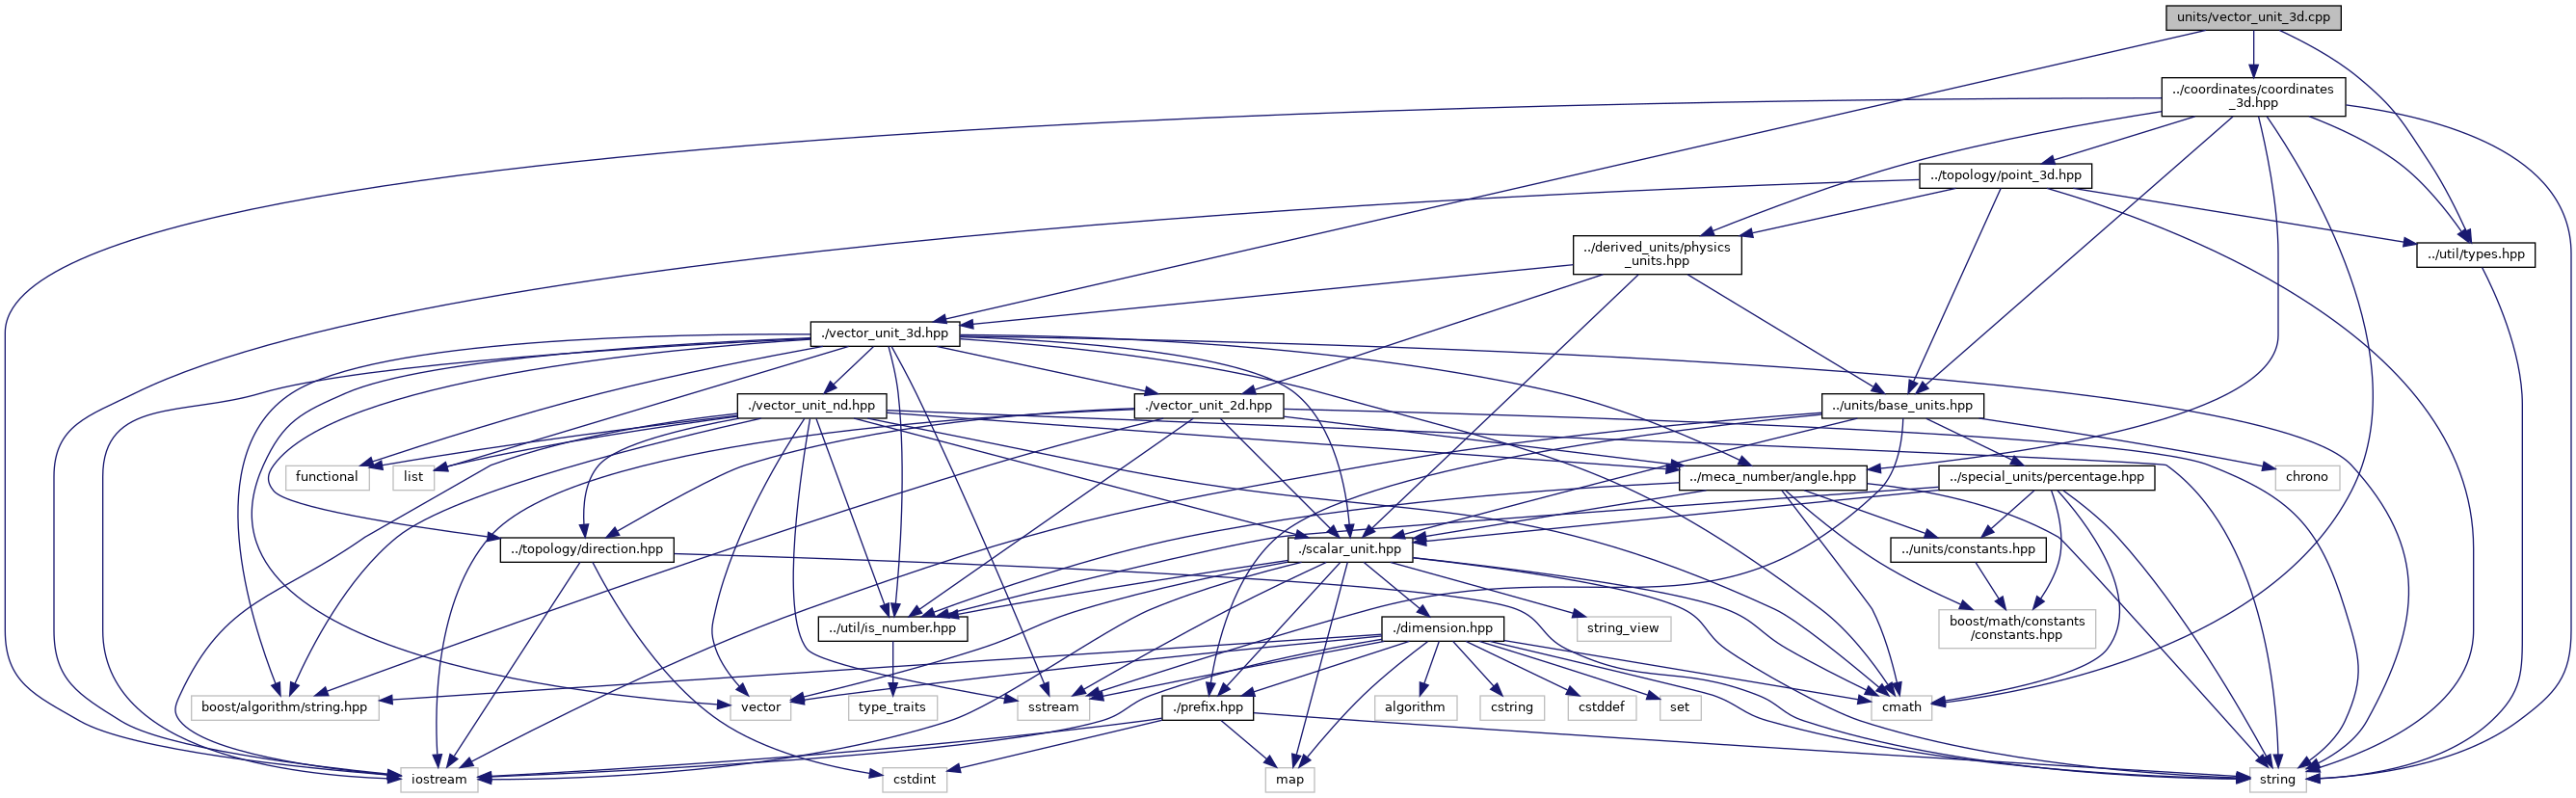 units/vector_unit_3d.cpp
../coordinates/coordinates
_3d.hpp
../topology/point_3d.hpp
../derived_units/physics
_units.hpp
../util/types.hpp
./vector_unit_3d.hpp
./vector_unit_nd.hpp
./vector_unit_2d.hpp
../units/base_units.hpp
functional
list
../meca_number/angle.hpp
../special_units/percentage.hpp
chrono
../topology/direction.hpp
./scalar_unit.hpp
../units/constants.hpp
../util/is_number.hpp
./dimension.hpp
string_view
boost/math/constants
/constants.hpp
boost/algorithm/string.hpp
vector
type_traits
sstream
./prefix.hpp
algorithm
cstring
cstddef
set
cmath
iostream
cstdint
map
string